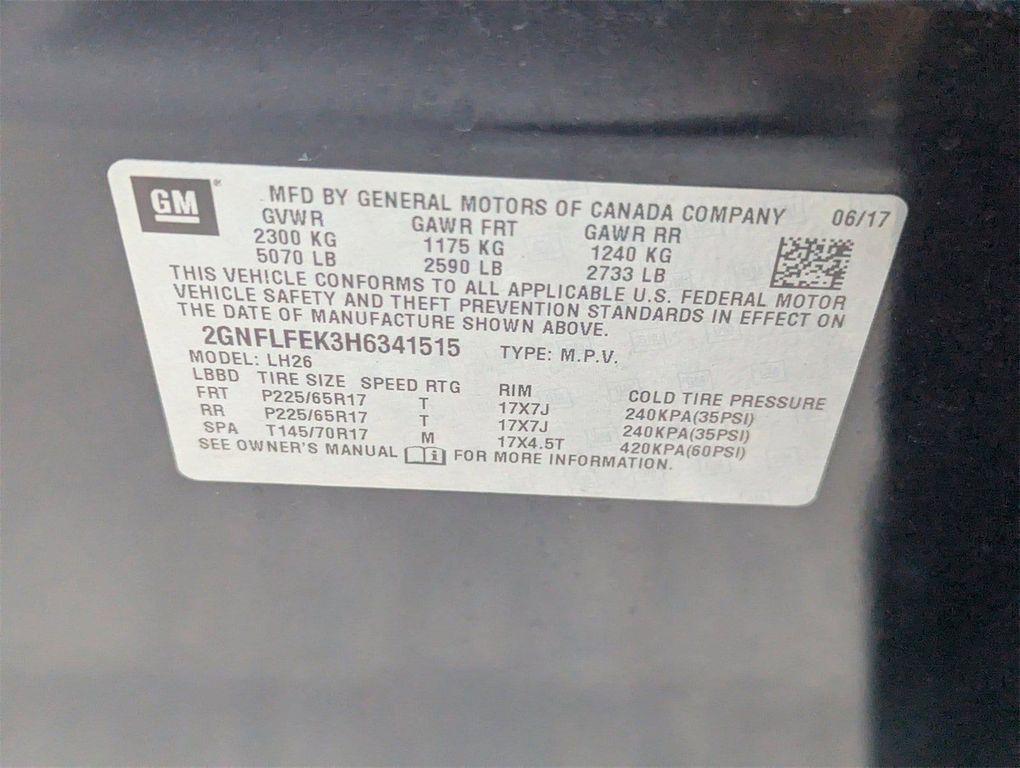 GM MFD BY GENERAL MOTORS OF CANADA COMPANY 06/17
GVWR GAWR FRT GAWR RR
2300 KG 1175 KG 1240 KG
5070 LB 2590 LB 2733 LB
THIS VEHICLE CONFORMS TO ALL APPLICABLE U.S. FEDERAL MOTOR
VEHICLE SAFETY AND THEFT PREVENTION STANDARDS IN EFFECT ON
THE DATE OF MANUFACTURE SHOWN ABOVE.
2GNFLFEK3H6341515 TYPE: M.P.V.
MODEL: LH26
LBBD TIRE SIZE SPEED RTG RIM COLD TIRE PRESSURE
FRT P225/65R17 T 17X7J 240KPA(35PSI)
RR P225/65R17 T 17X7J 240KPA(35PSI)
SPA T145/70R17 M 17X4.5T 420KPA(60PSI)
SEE OWNER'S MANUAL i FOR MORE INFORMATION.